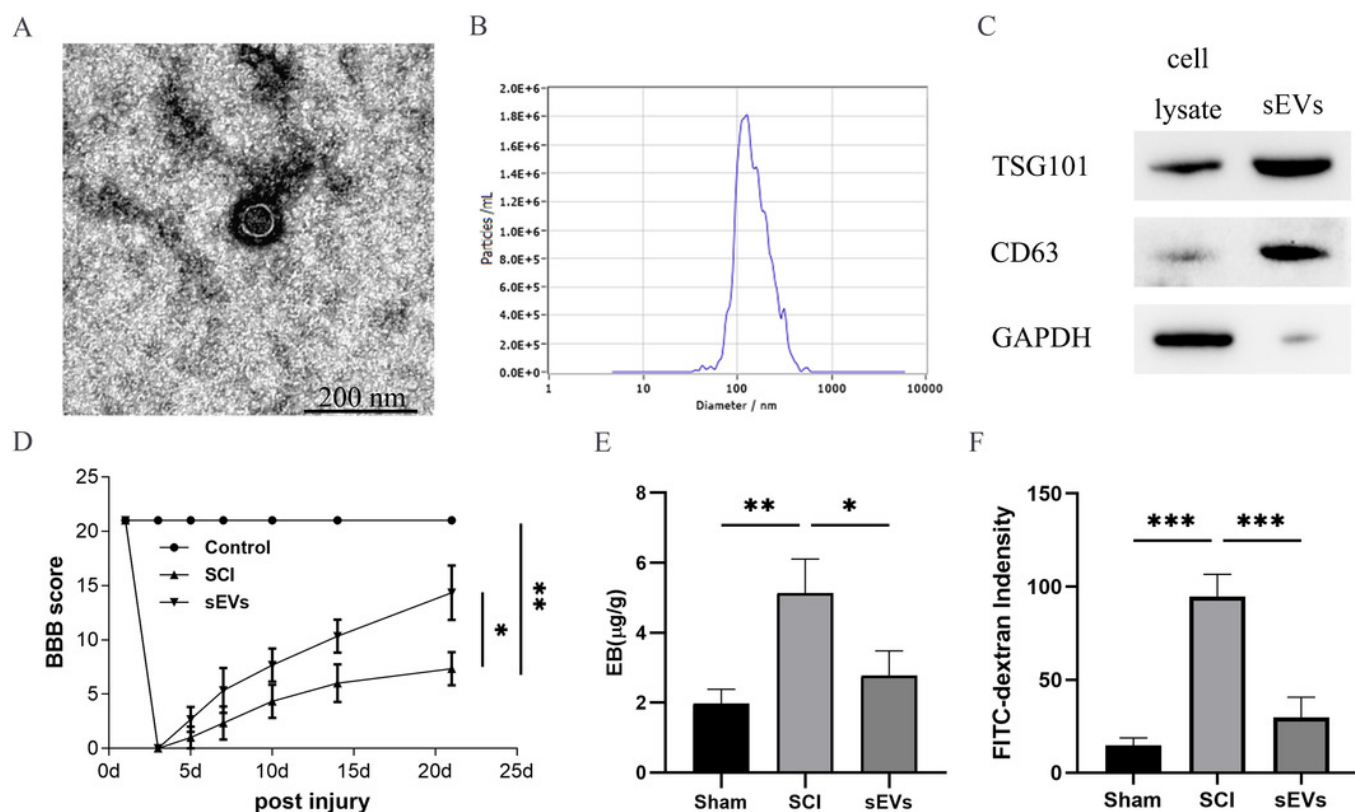 A
200 nm
B
2.0E+6
1.8E+6
1.6E+6
1.4E+6
1.2E+6
1.0E+6
8.0E+5
6.0E+5
4.0E+5
2.0E+5
0.0E+0
Particles /mL
1 10 100 1000 10000
Diameter / nm
C
cell
lysate sEVs
TSG101
CD63
GAPDH
D
25
20
15
10
5
0
BBB score
Control
SCI
sEVs
*
**
0d 5d 10d 15d 20d 25d
post injury
E
8
6
4
2
0
EB(μg/g)
** *
Sham SCI sEVs
F
150
100
50
0
FITC-dextran Indensity
*** ***
Sham SCI sEVs